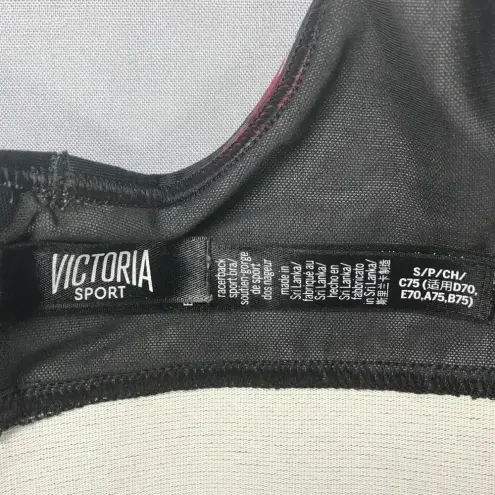 VICTORIA
SPORT
racerback
sport bra/
soutien-gorge
de sport
dos nageur
made in
Sri Lanka/
fabriqué au
Sri Lanka/
hecho en
Sri Lanka/
fabbricato
in Sri Lanka/
斯里兰卡制造
S/P/CH/
C75 (适用D70,
E70,A75,B75)